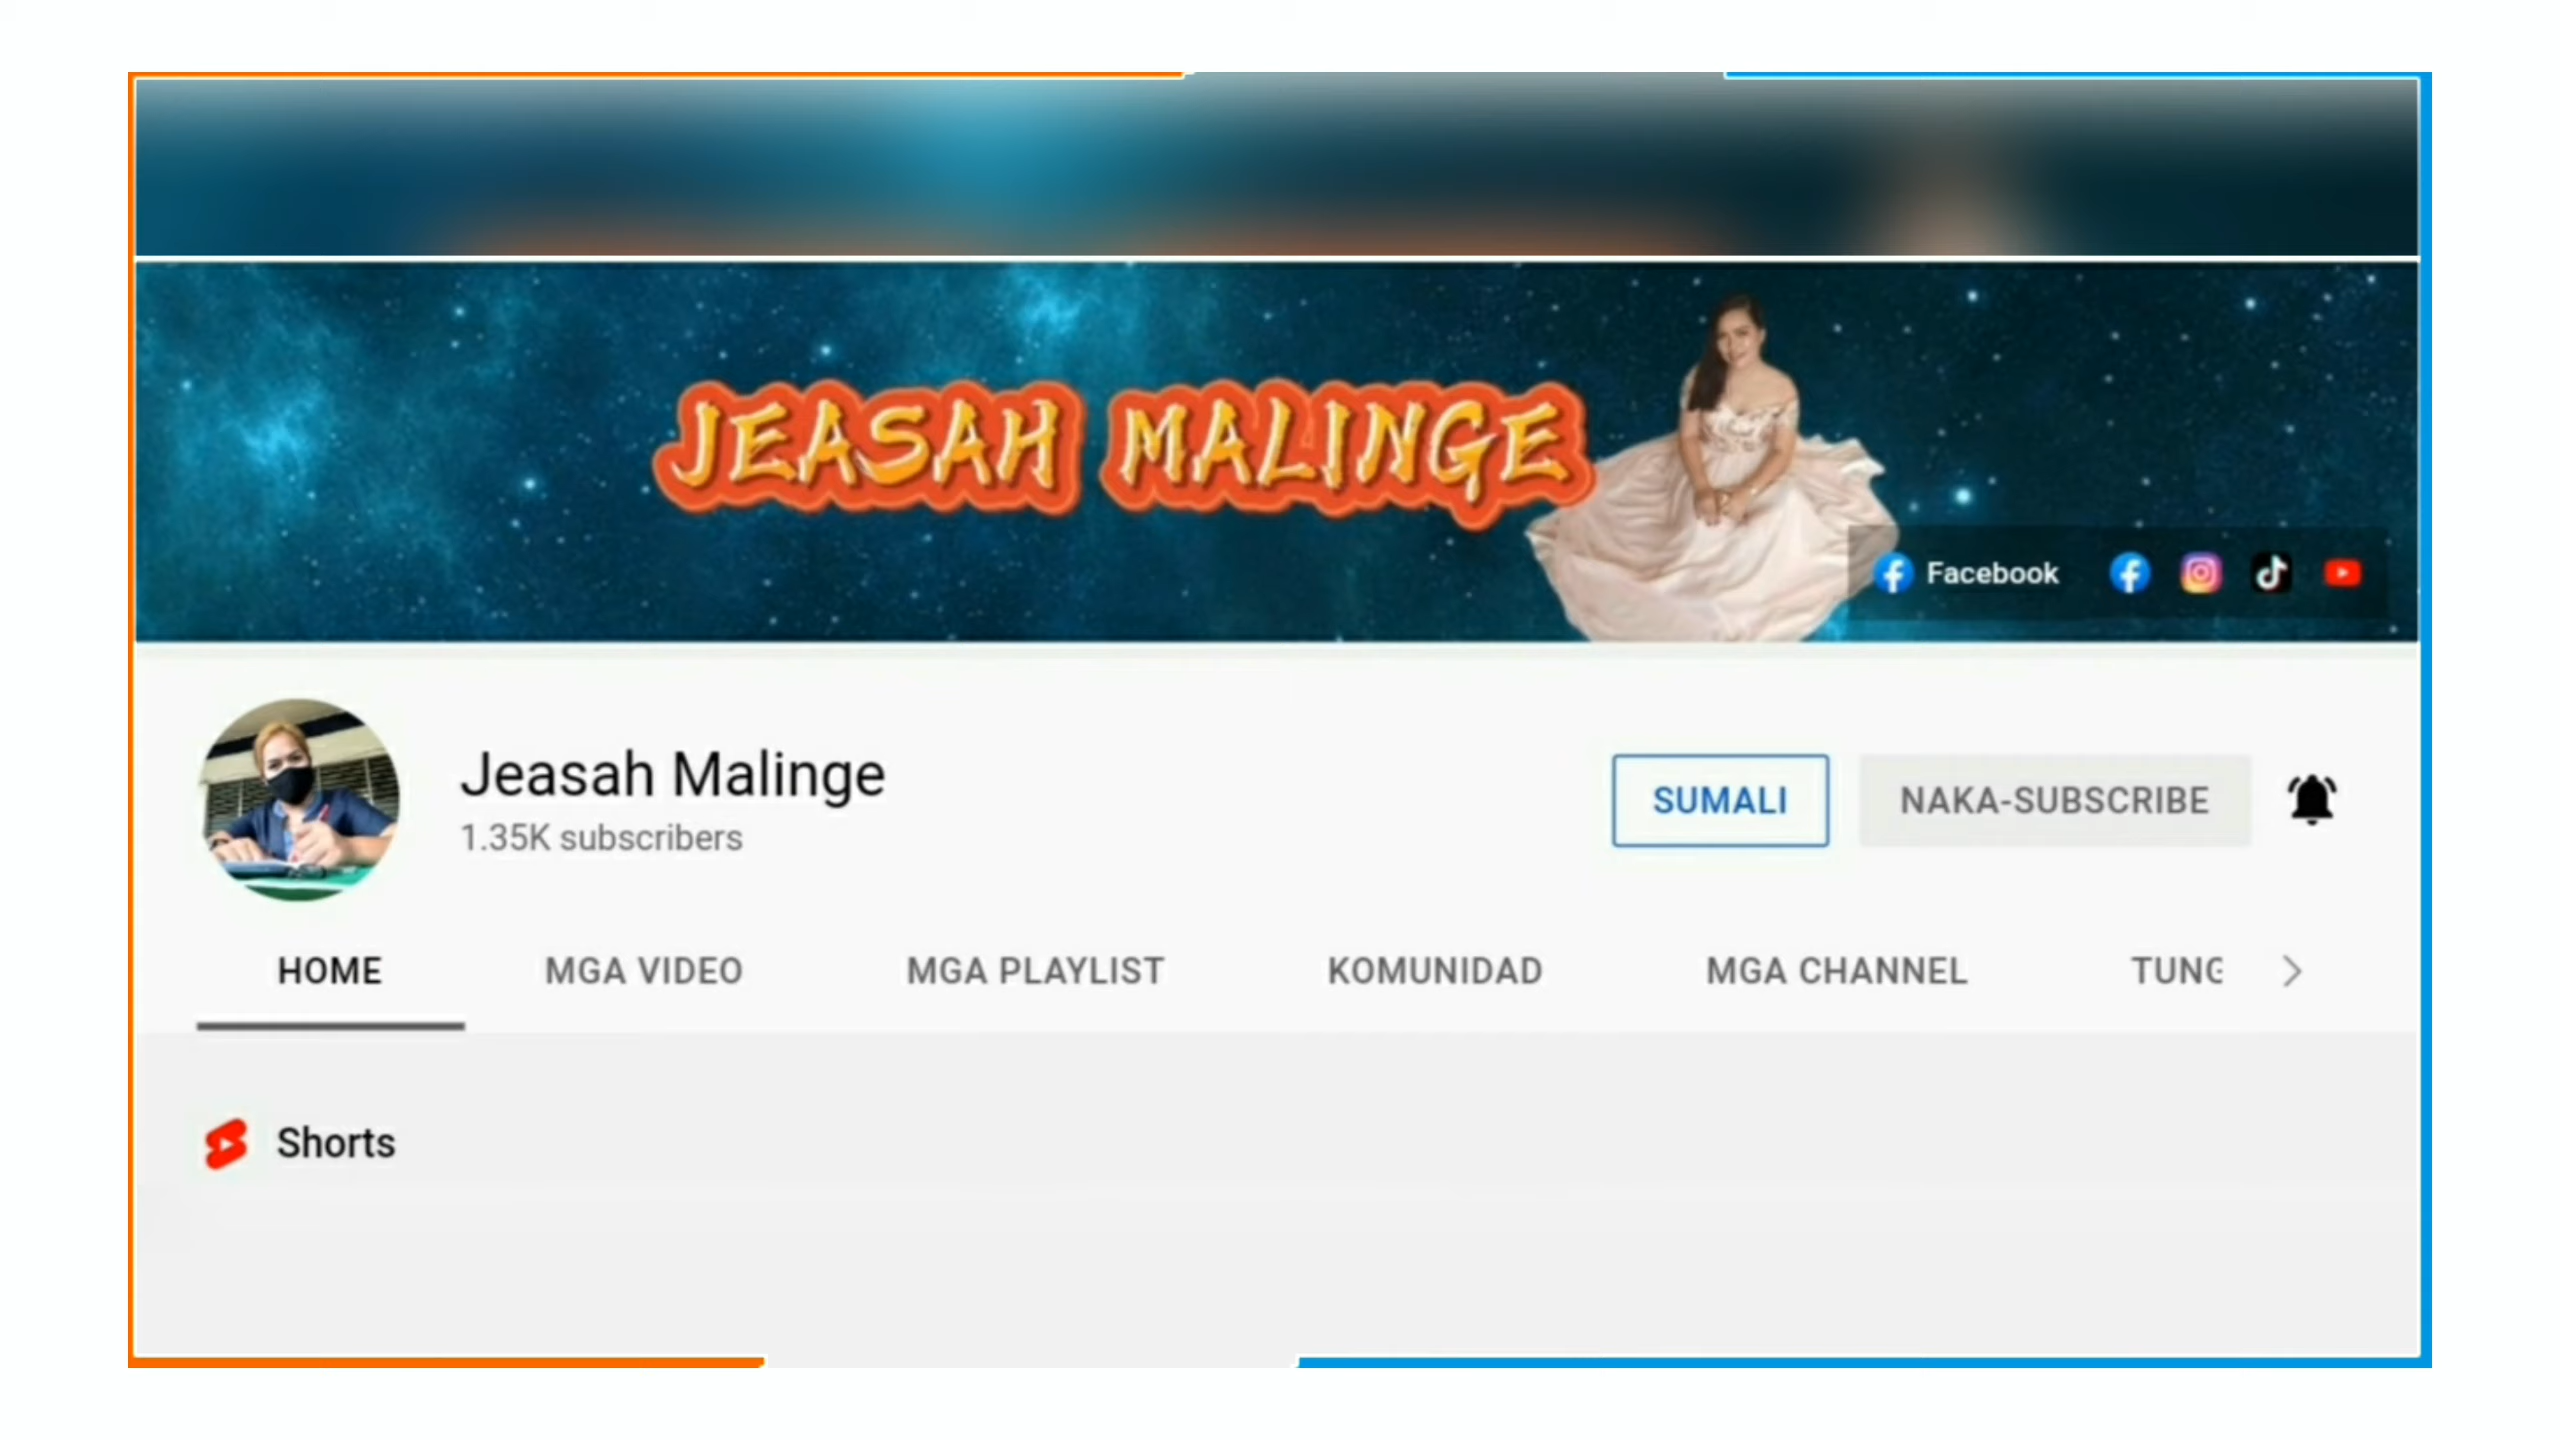 JEASAH MALINGE
Facebook
Jeasah Malinge
1.35K subscribers
SUMALI
NAKA-SUBSCRIBE
HOME
MGA VIDEO
MGA PLAYLIST
KOMUNIDAD
MGA CHANNEL
TUNG
Shorts